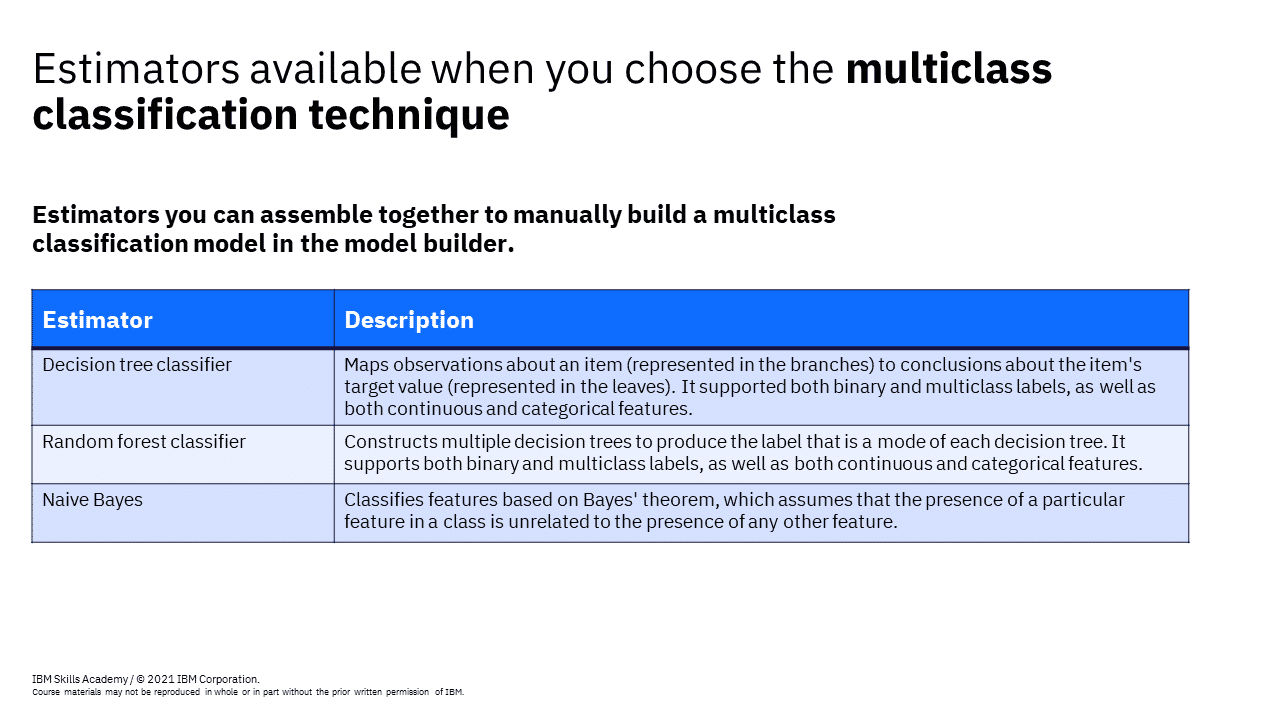 Estimators available when you choose the multiclass
classification technique
Estimators you can assemble together to manually build a multiclass
classification model in the model builder.
Estimator
Description
Decision tree classifier
Maps observations about an item (represented in the branches) to conclusions about the item's
target value (represented in the leaves). It supported both binary and multiclass labels, as well as
both continuous and categorical features.
Random forest classifier
Constructs multiple decision trees to produce the label that is a mode of each decision tree. It
supports both binary and multiclass labels, as well as both continuous and categorical features.
Naive Bayes
Classifies features based on Bayes' theorem, which assumes that the presence of a particular
feature in a class is unrelated to the presence of any other feature.
IBM Skills Academy / © 2021 IBM Corporation.
Course materials may not be reproduced in whole or in part without the prior written permission of IBM.